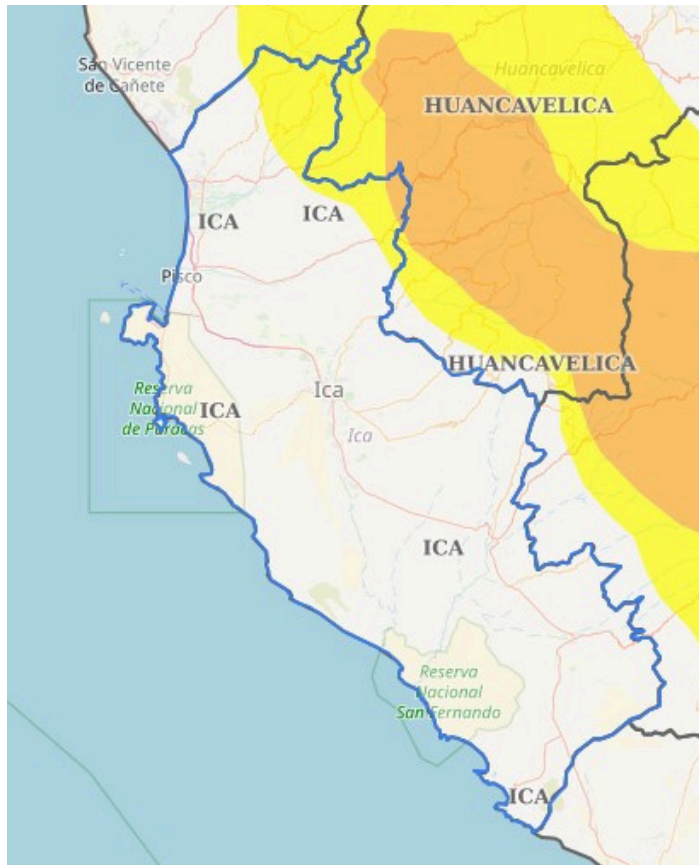 San Vicente
de Cañete
Huancavelica
HUANCAVELICA
ICA
ICA
Pisco
HUANCAVELICA
Reserva
Nacional
de Paracas
ICA
Ica
Ica
ICA
Reserva
Nacional
San Fernando
ICA